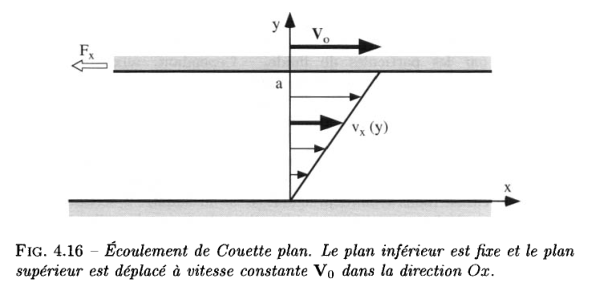 y
V₀
Fₓ
a
vₓ (y)
x
FIG. 4.16 – Écoulement de Couette plan. Le plan inférieur est fixe et le plan
supérieur est déplacé à vitesse constante V₀ dans la direction Ox.